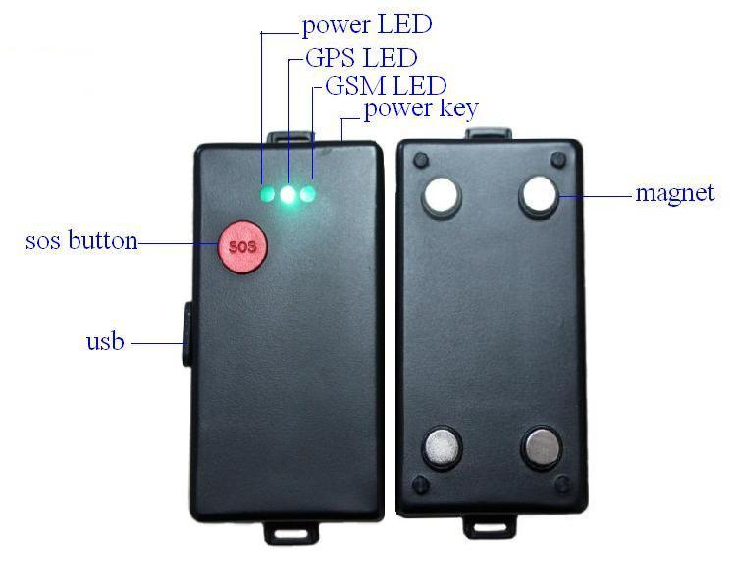 power LED
GPS LED
GSM LED
power key
magnet
sos button
SOS
usb